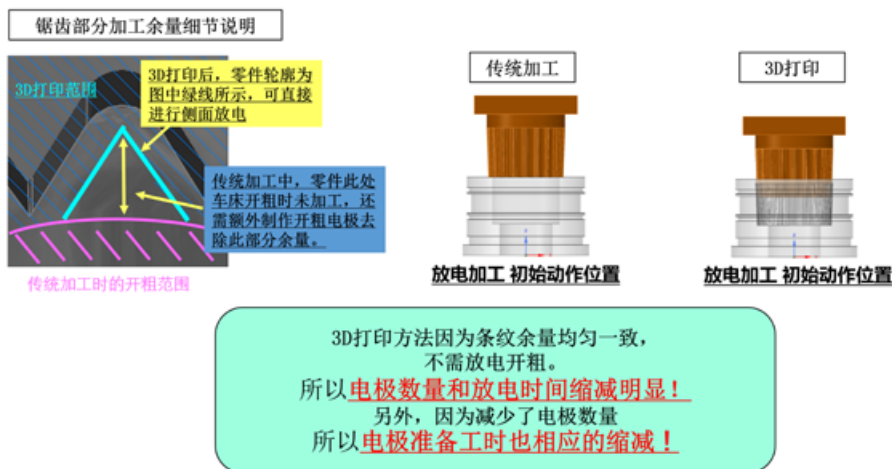 锯齿部分加工余量细节说明
3D打印范围
3D打印后，零件轮廓为
图中绿线所示，可直接
进行侧面放电
传统加工中，零件此处
车床开粗时未加工，还
需额外制作开粗电极去
除此部分余量。
传统加工时的开粗范围
传统加工
放电加工 初始动作位置
3D打印
放电加工 初始动作位置
3D打印方法因为条纹余量均匀一致，
不需放电开粗。
所以电极数量和放电时间缩减明显！
另外，因为减少了电极数量
所以电极准备工时也相应的缩减！